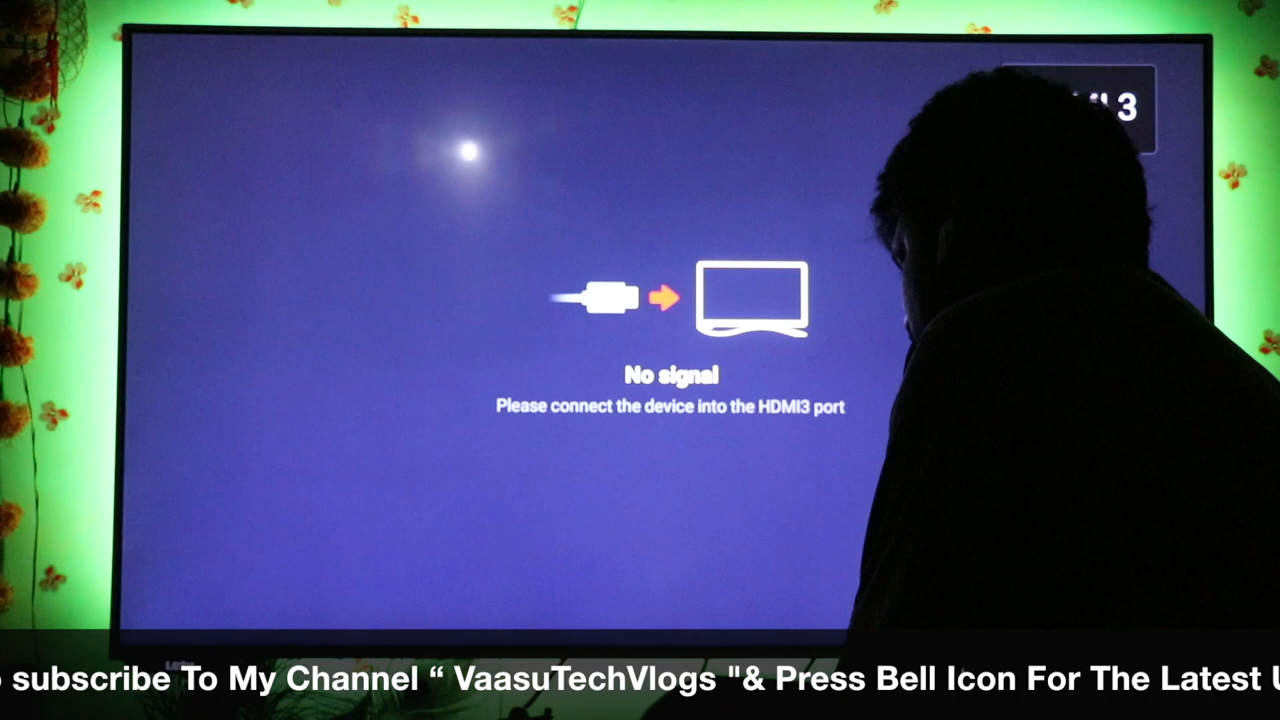 3
No signal
Please connect the device into the HDMI3 port
subscribe To My Channel “ VaasuTechVlogs "& Press Bell Icon For The Latest